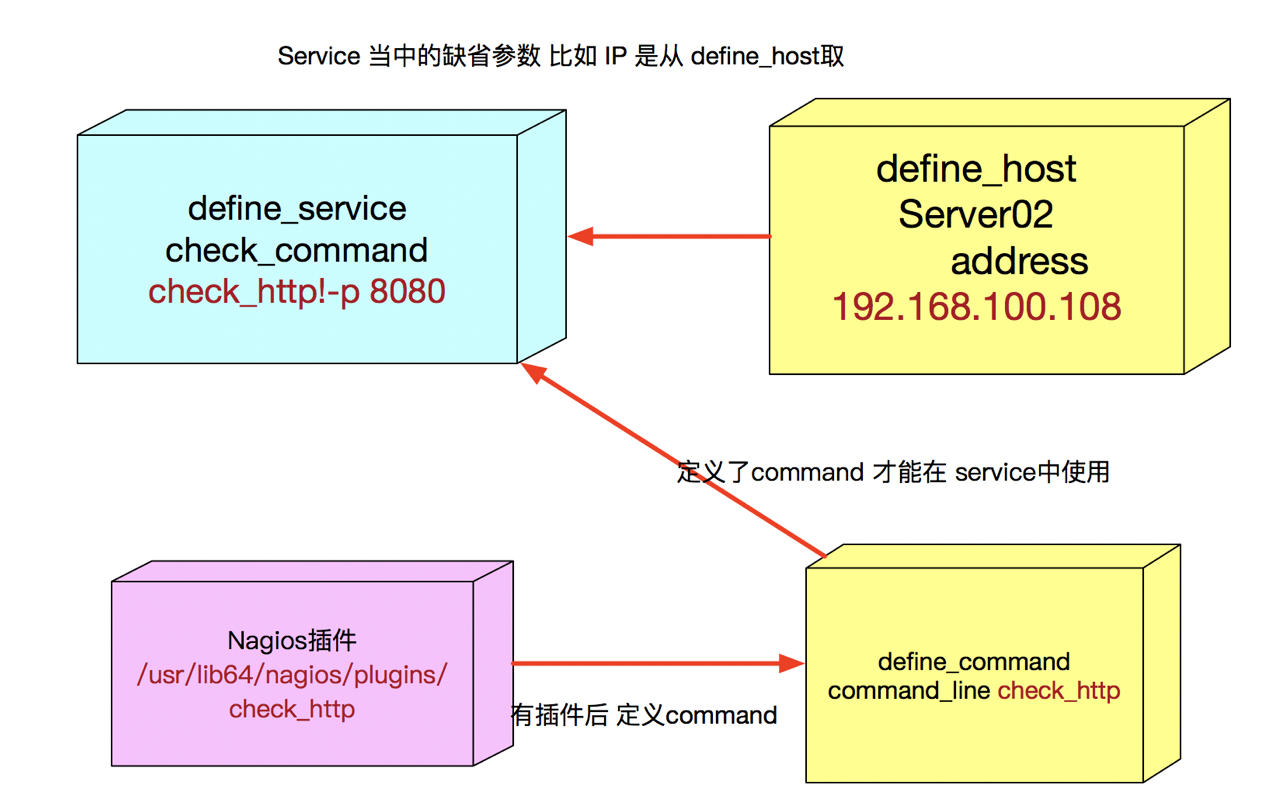 Service 当中的缺省参数 比如 IP 是从 define_host取
define_service
check_command
check_http!-p 8080
define_host
Server02
address
192.168.100.108
定义了command 才能在 service中使用
Nagios插件
/usr/lib64/nagios/plugins/
check_http
有插件后 定义command
define_command
command_line check_http